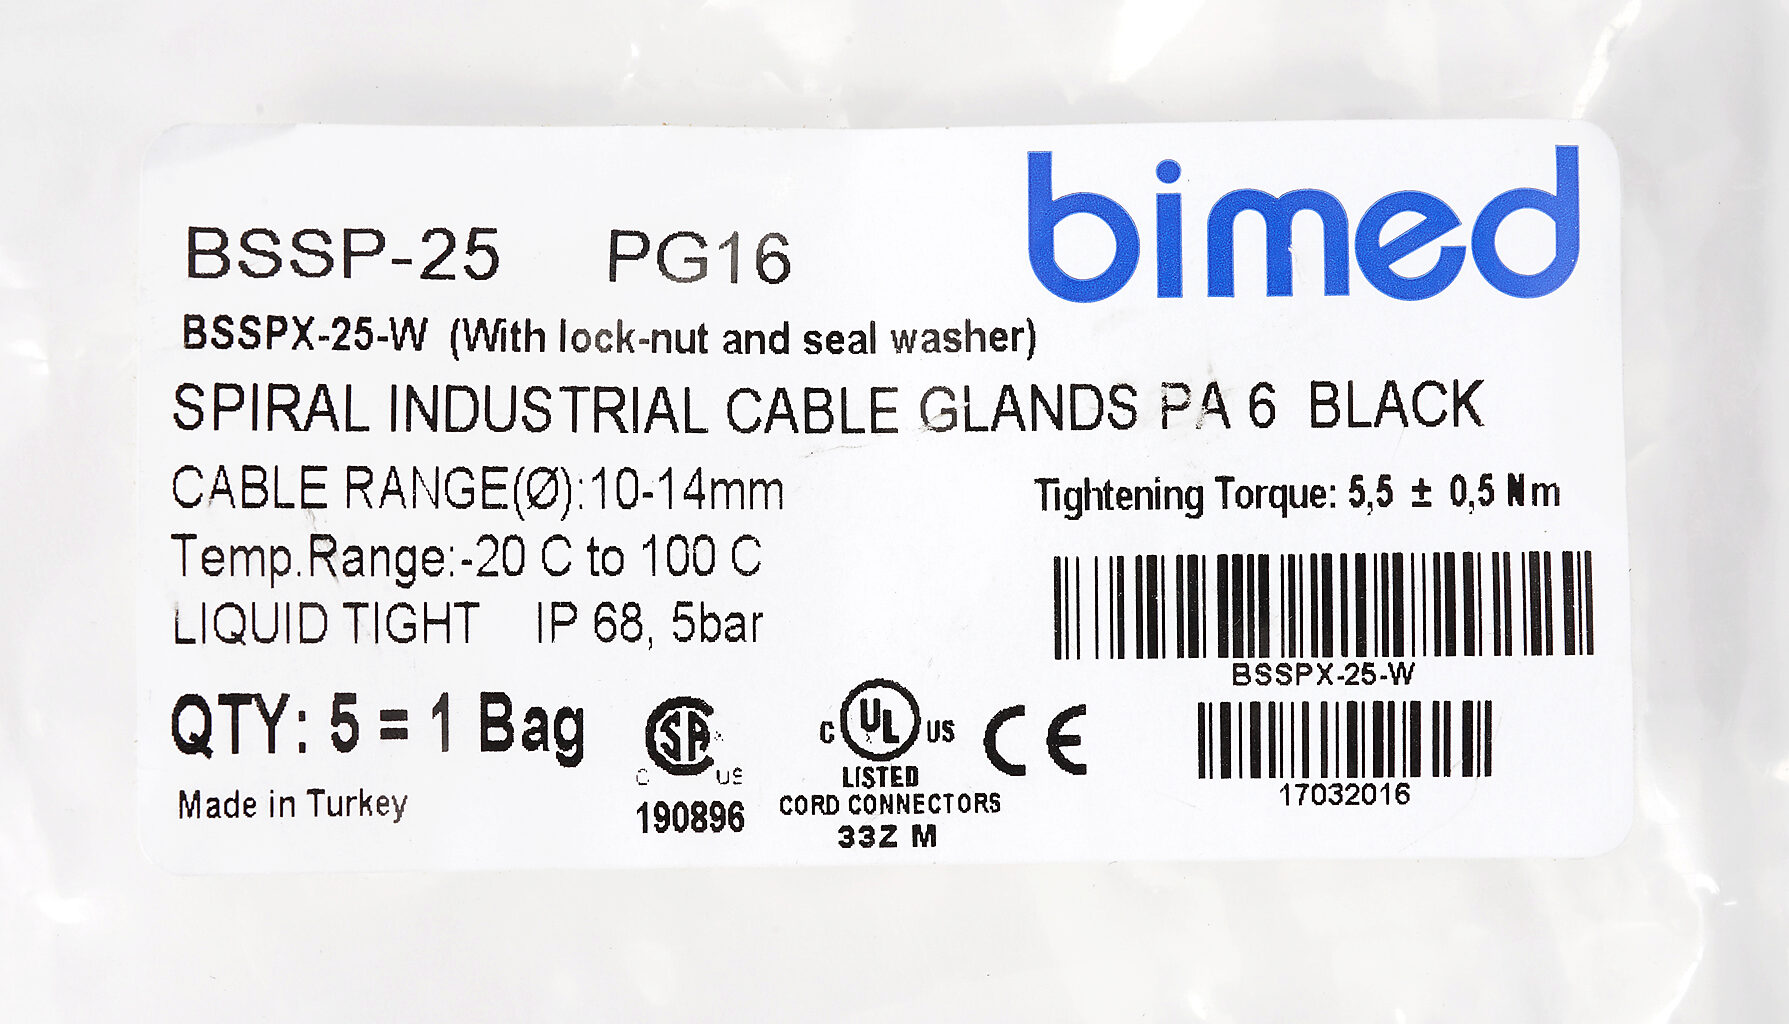 bimed
BSSP-25 PG16
BSSPX-25-W (With lock-nut and seal washer)
SPIRAL INDUSTRIAL CABLE GLANDS PA 6 BLACK
CABLE RANGE(Ø):10-14mm
Tightening Torque: 5,5 ± 0,5 Nm
Temp.Range:-20 C to 100 C
LIQUID TIGHT IP 68, 5bar
BSSPX-25-W
QTY: 5 = 1 Bag
SA
C US
190896
C UL US
LISTED
CORD CONNECTORS
33Z M
CE
17032016
Made in Turkey